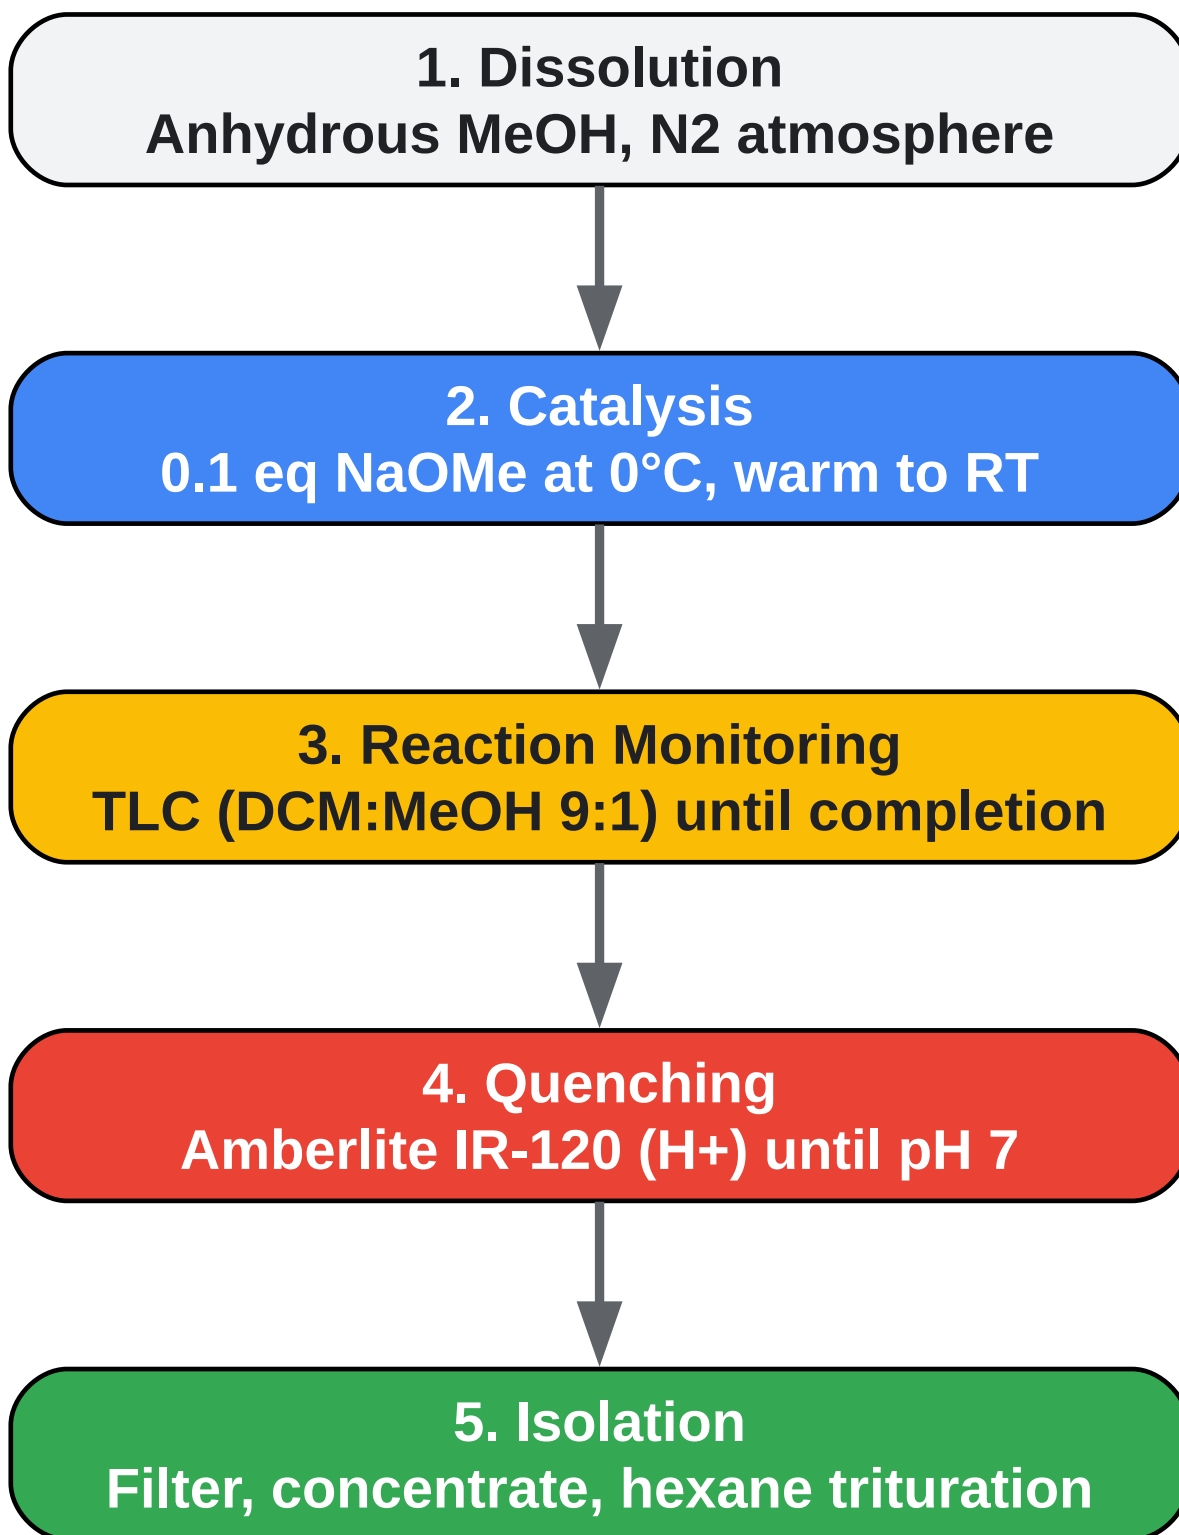 1. Dissolution
Anhydrous MeOH, N2 atmosphere
2. Catalysis
0.1 eq NaOMe at 0°C, warm to RT
3. Reaction Monitoring
TLC (DCM:MeOH 9:1) until completion
4. Quenching
Amberlite IR-120 (H+) until pH 7
5. Isolation
Filter, concentrate, hexane trituration